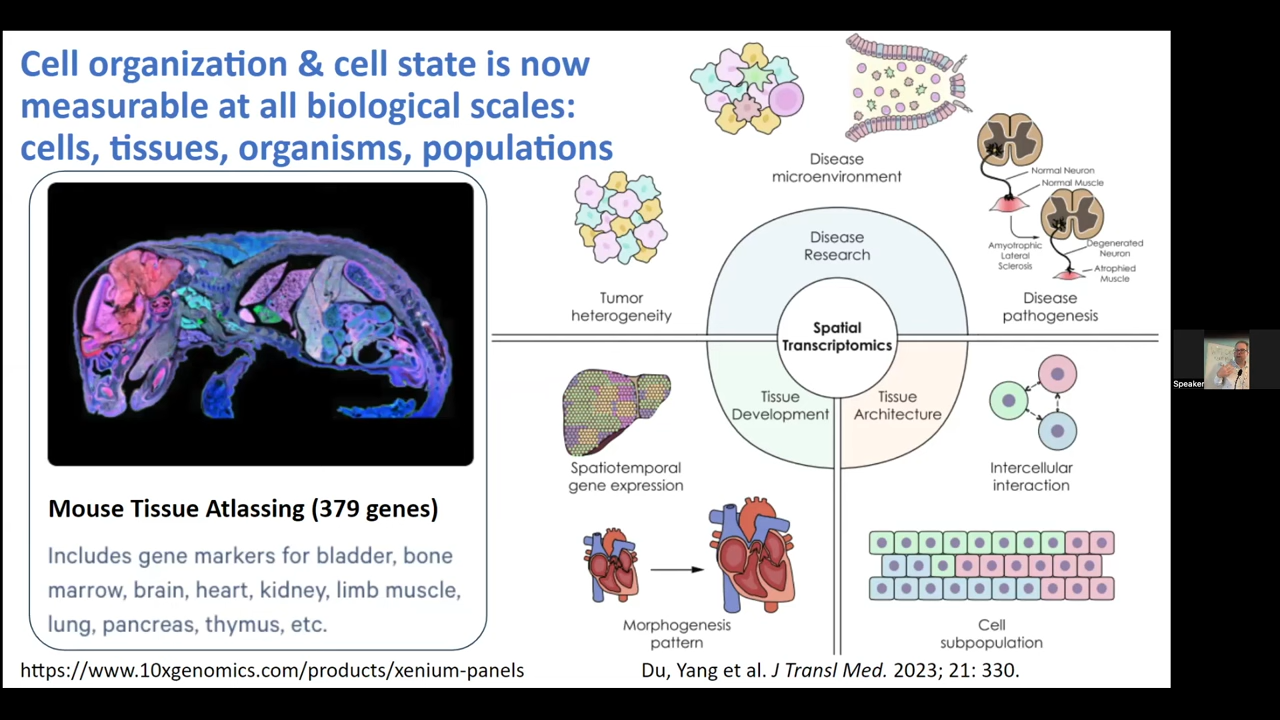 Cell organization & cell state is now
measurable at all biological scales:
cells, tissues, organisms, populations
Mouse Tissue Atlassing (379 genes)
Includes gene markers for bladder, bone
marrow, brain, heart, kidney, limb muscle,
lung, pancreas, thymus, etc.
https://www.10xgenomics.com/products/xenium-panels
Disease
microenvironment
Tumor
heterogeneity
Normal Neuron
Normal Muscle
Amyotrophic
Lateral
Sclerosis
Degenerated
Neuron
Atrophied
Muscle
Disease
pathogenesis
Disease
Research
Spatial
Transcriptomics
Tissue
Development
Tissue
Architecture
Spatiotemporal
gene expression
Intercellular
interaction
Morphogenesis
pattern
Cell
subpopulation
Du, Yang et al. J Transl Med. 2023; 21: 330.
Speaker